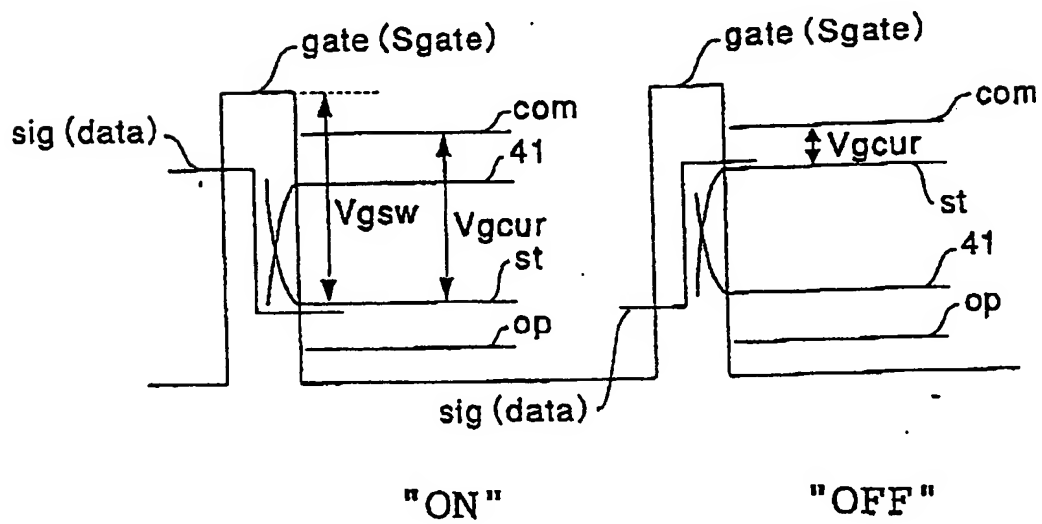 gate (Sgate)
gate (Sgate)
com
com
sig (data)
41
Vgcur
Vgsw
Vgcur
st
st
41
op
op
sig (data)
"ON"
"OFF"